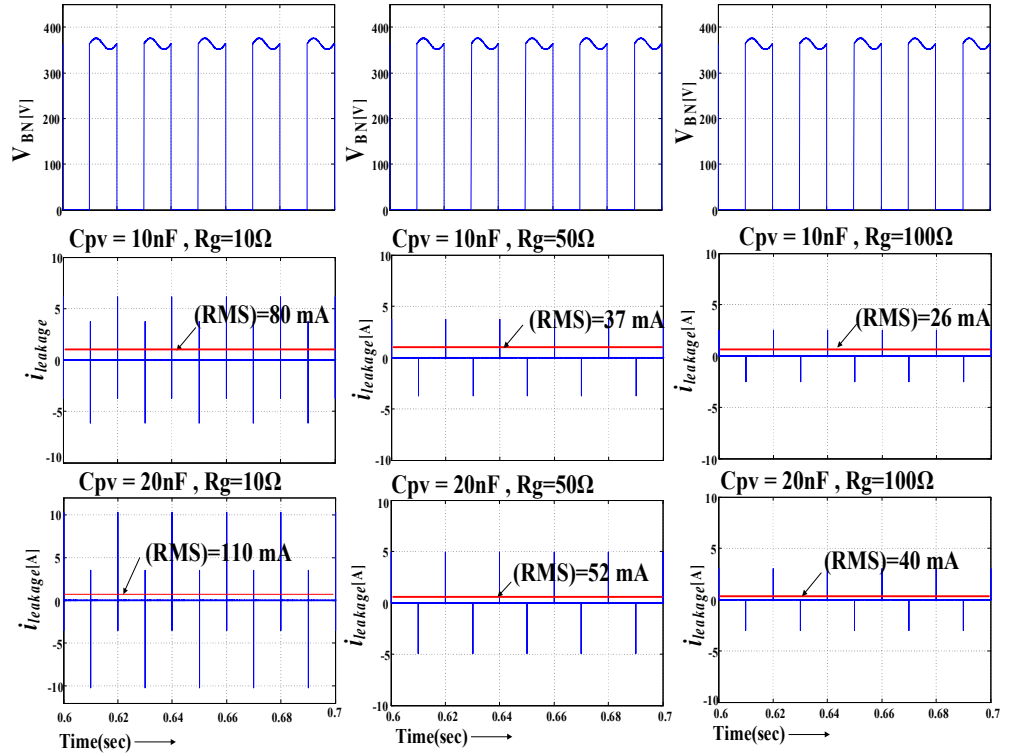 V_BN[V]
400
300
200
100
0
V_BN[V]
400
300
200
100
0
V_BN[V]
400
300
200
100
0
Cpv = 10nF , Rg=10Ω
Cpv = 10nF , Rg=50Ω
Cpv = 10nF , Rg=100Ω
i_leakage
10
5
0
-5
-10
(RMS)=80 mA
i_leakage[A]
10
5
0
-5
-10
(RMS)=37 mA
i_leakage[A]
10
5
0
-5
-10
(RMS)=26 mA
Cpv = 20nF , Rg=10Ω
Cpv = 20nF , Rg=50Ω
Cpv = 20nF , Rg=100Ω
i_leakage[A]
10
5
0
-5
-10
(RMS)=110 mA
i_leakage[A]
10
5
0
-5
-10
(RMS)=52 mA
i_leakage[A]
10
5
0
-5
-10
(RMS)=40 mA
0.6 0.62 0.64 0.66 0.68 0.7
0.6 0.62 0.64 0.66 0.68 0.7
0.6 0.62 0.64 0.66 0.68 0.7
Time(sec)
Time(sec)
Time(sec)